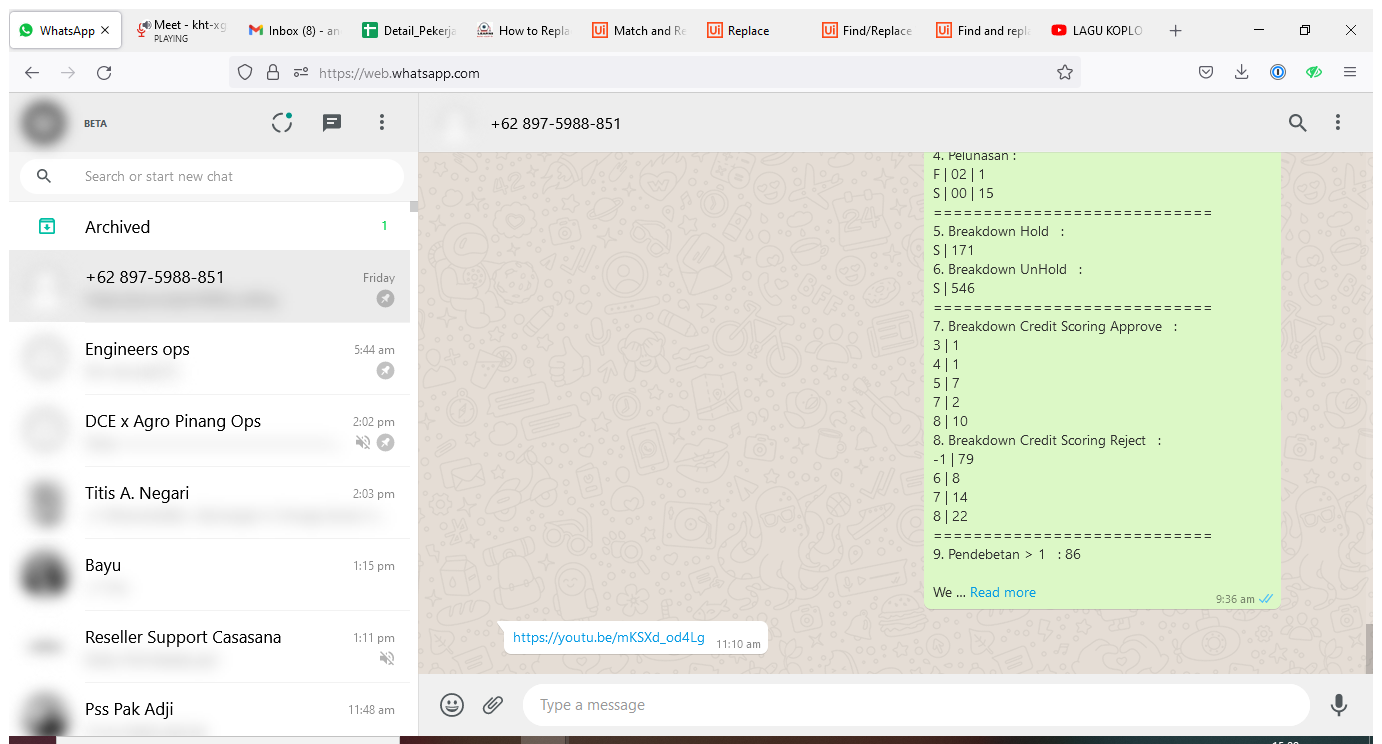 WhatsApp
Meet - kht-xg
PLAYING
Inbox (8) - an
Detail_Pekerja
How to Repla
Match and Re
Replace
Find/Replace
Find and repl
LAGU KOPLO
https://web.whatsapp.com
BETA
+62 897-5988-851
Search or start new chat
Archived
1
+62 897-5988-851
Friday
Engineers ops
5:44 am
DCE x Agro Pinang Ops
2:02 pm
Titis A. Negari
2:03 pm
Bayu
1:15 pm
Reseller Support Casasana
1:11 pm
Pss Pak Adji
11:48 am
4. Pelunasan :
F | 02 | 1
S | 00 | 15
============================
5. Breakdown Hold   :
S | 171
6. Breakdown UnHold   :
S | 546
============================
7. Breakdown Credit Scoring Approve   :
3 | 1
4 | 1
5 | 7
7 | 2
8 | 10
8. Breakdown Credit Scoring Reject   :
-1 | 79
6 | 8
7 | 14
8 | 22
============================
9. Pendebetan > 1   : 86
We ... Read more
9:36 am
https://youtu.be/mKSXd_od4Lg
11:10 am
Type a message